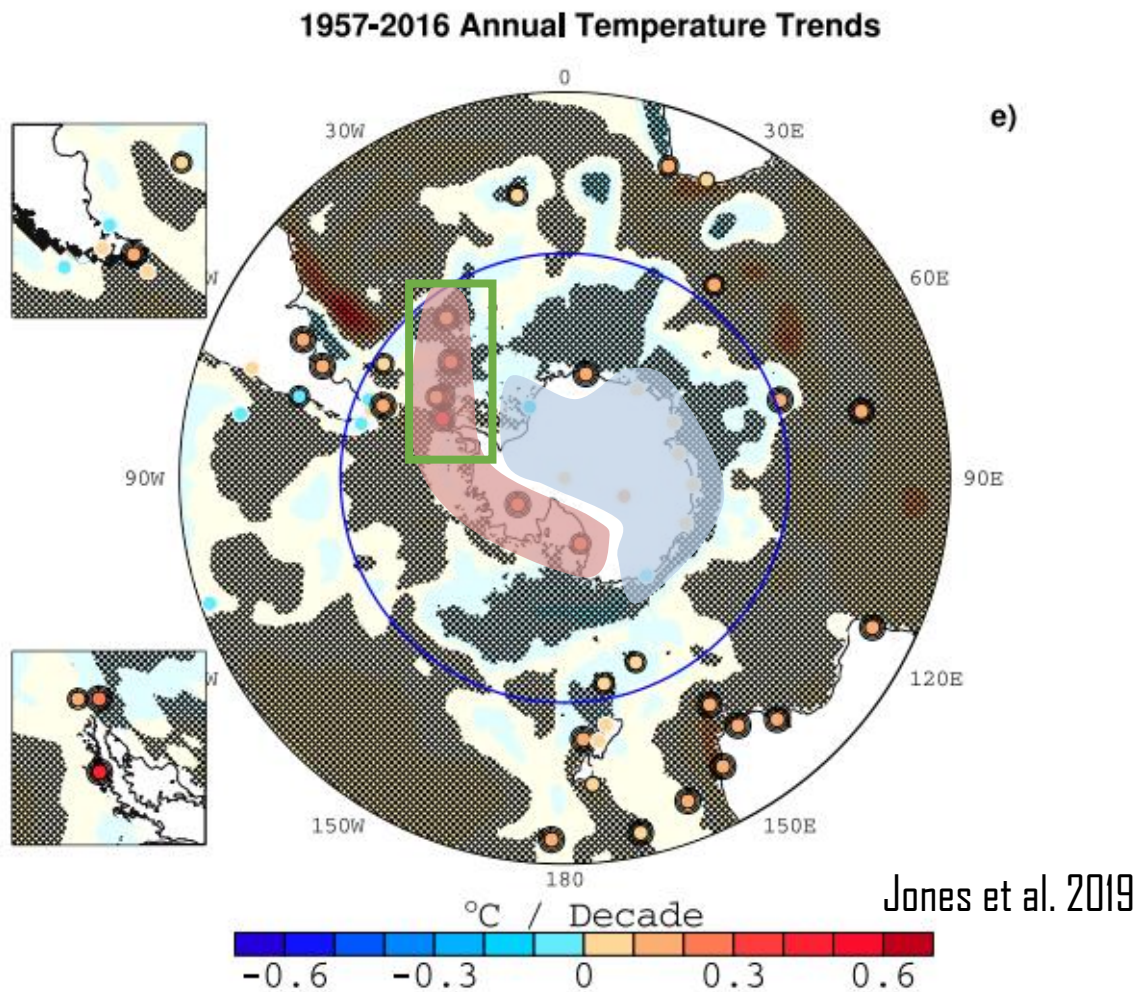 1957-2016 Annual Temperature Trends
0
e)
30W
30E
W
60E
90W
90E
W
120E
150W
150E
180
Jones et al. 2019
°C / Decade
-0.6 -0.3 0 0.3 0.6